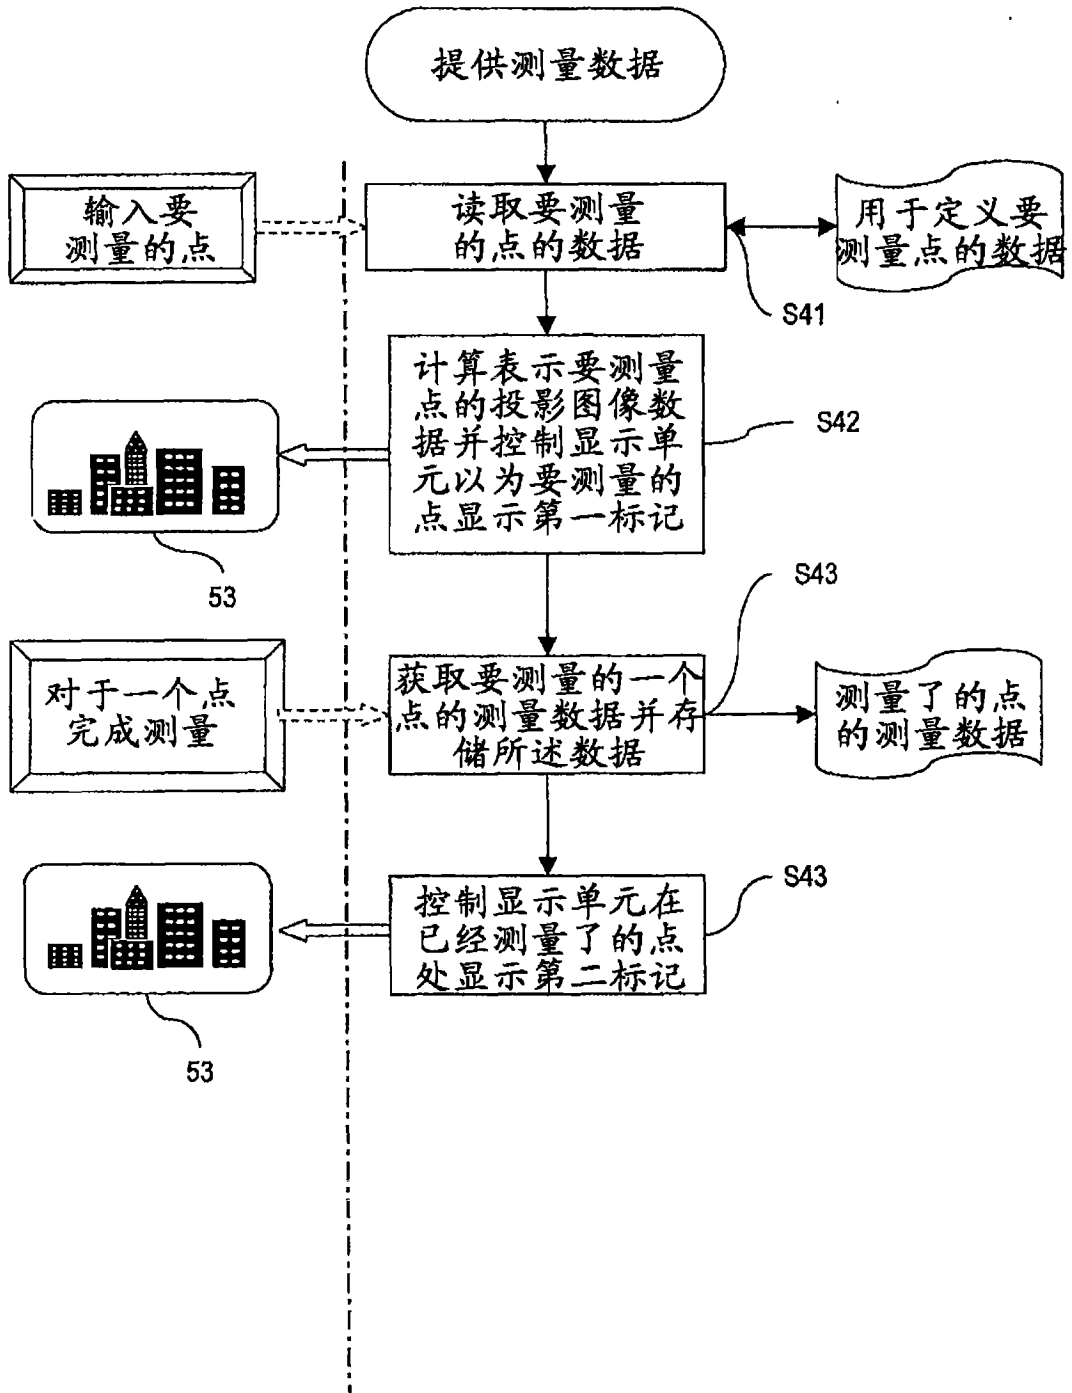 提供测量数据
输入要
测量的点
读取要测量
的点的数据
用于定义要
测量点的数据
S41
计算表示要测量
点的投影图像数
据并控制显示单
元以为要测量的
点显示第一标记
S42
53
S43
对于一个点
完成测量
获取要测量的一个
点的测量数据并存
储所述数据
测量了的点
的测量数据
控制显示单元在
已经测量了的点
处显示第二标记
S43
53